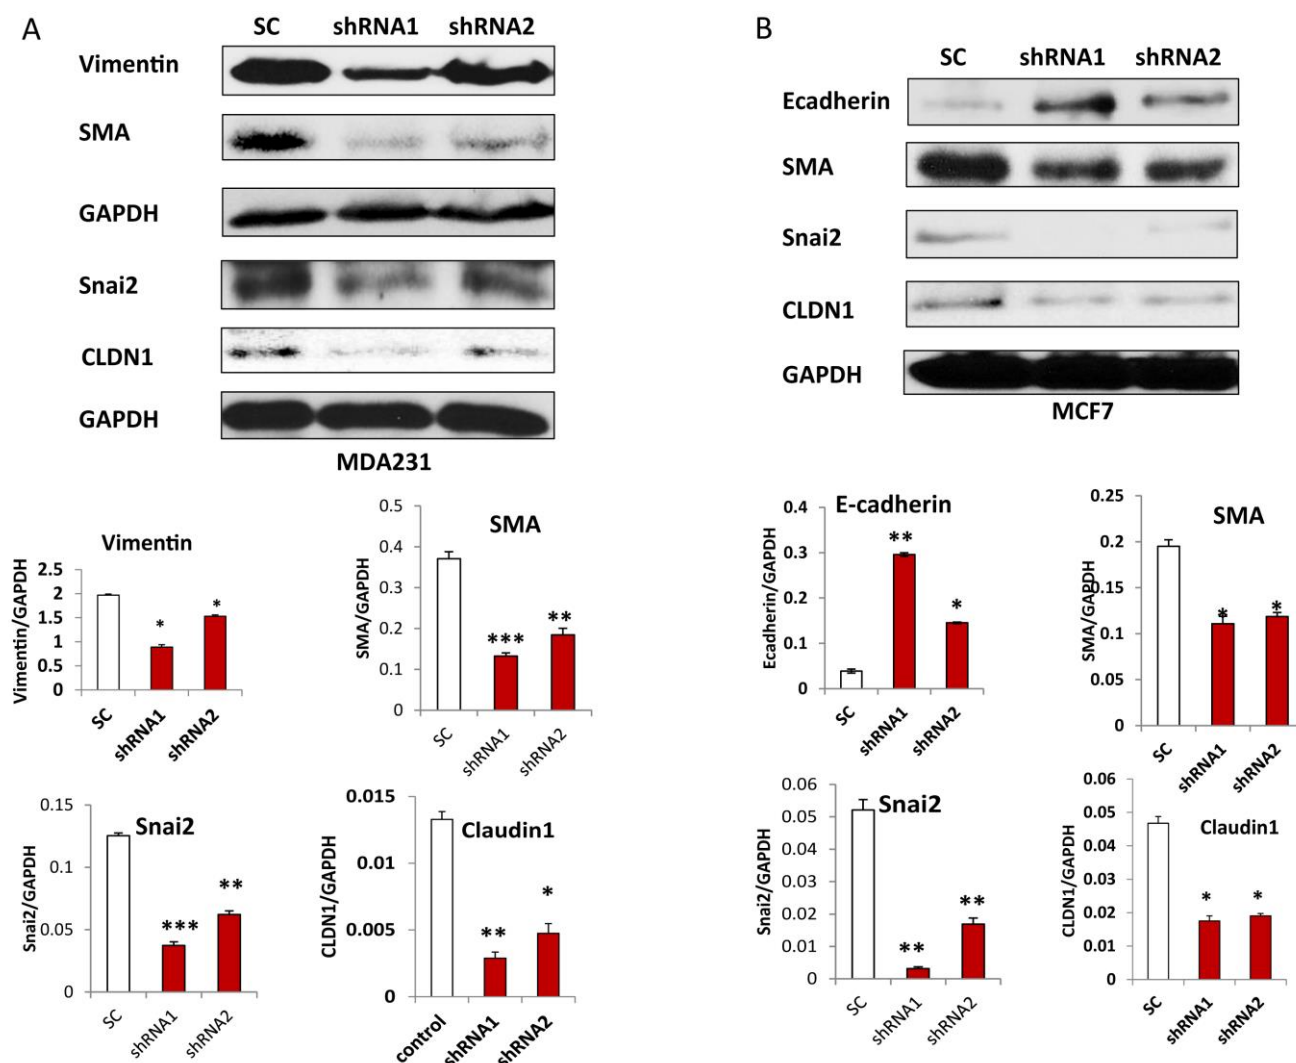 A
SC shRNA1 shRNA2
Vimentin
SMA
GAPDH
Snai2
CLDN1
GAPDH
MDA231
B
SC shRNA1 shRNA2
Ecadherin
SMA
Snai2
CLDN1
GAPDH
MCF7
Vimentin
Vimentin/GAPDH
2.5
2
1.5
1
0.5
0
*
*
SC shRNA1 shRNA2
SMA
SMA/GAPDH
0.5
0.4
0.3
0.2
0.1
0
***
**
SC shRNA1 shRNA2
E-cadherin
Ecadherin/GAPDH
0.4
0.3
0.2
0.1
0
**
*
SC shRNA1 shRNA2
SMA
SMA/GAPDH
0.25
0.2
0.15
0.1
0.05
0
*
*
SC shRNA1 shRNA2
Snai2
Snai2/GAPDH
0.15
0.1
0.05
0
***
**
SC shRNA1 shRNA2
Claudin1
CLDN1/GAPDH
0.015
0.01
0.005
0
**
*
control shRNA1 shRNA2
Snai2
Snai2/GAPDH
0.06
0.05
0.04
0.03
0.02
0.01
0
**
**
SC shRNA1 shRNA2
Claudin1
CLDN1/GAPDH
0.06
0.05
0.04
0.03
0.02
0.01
0
*
*
SC shRNA1 shRNA2